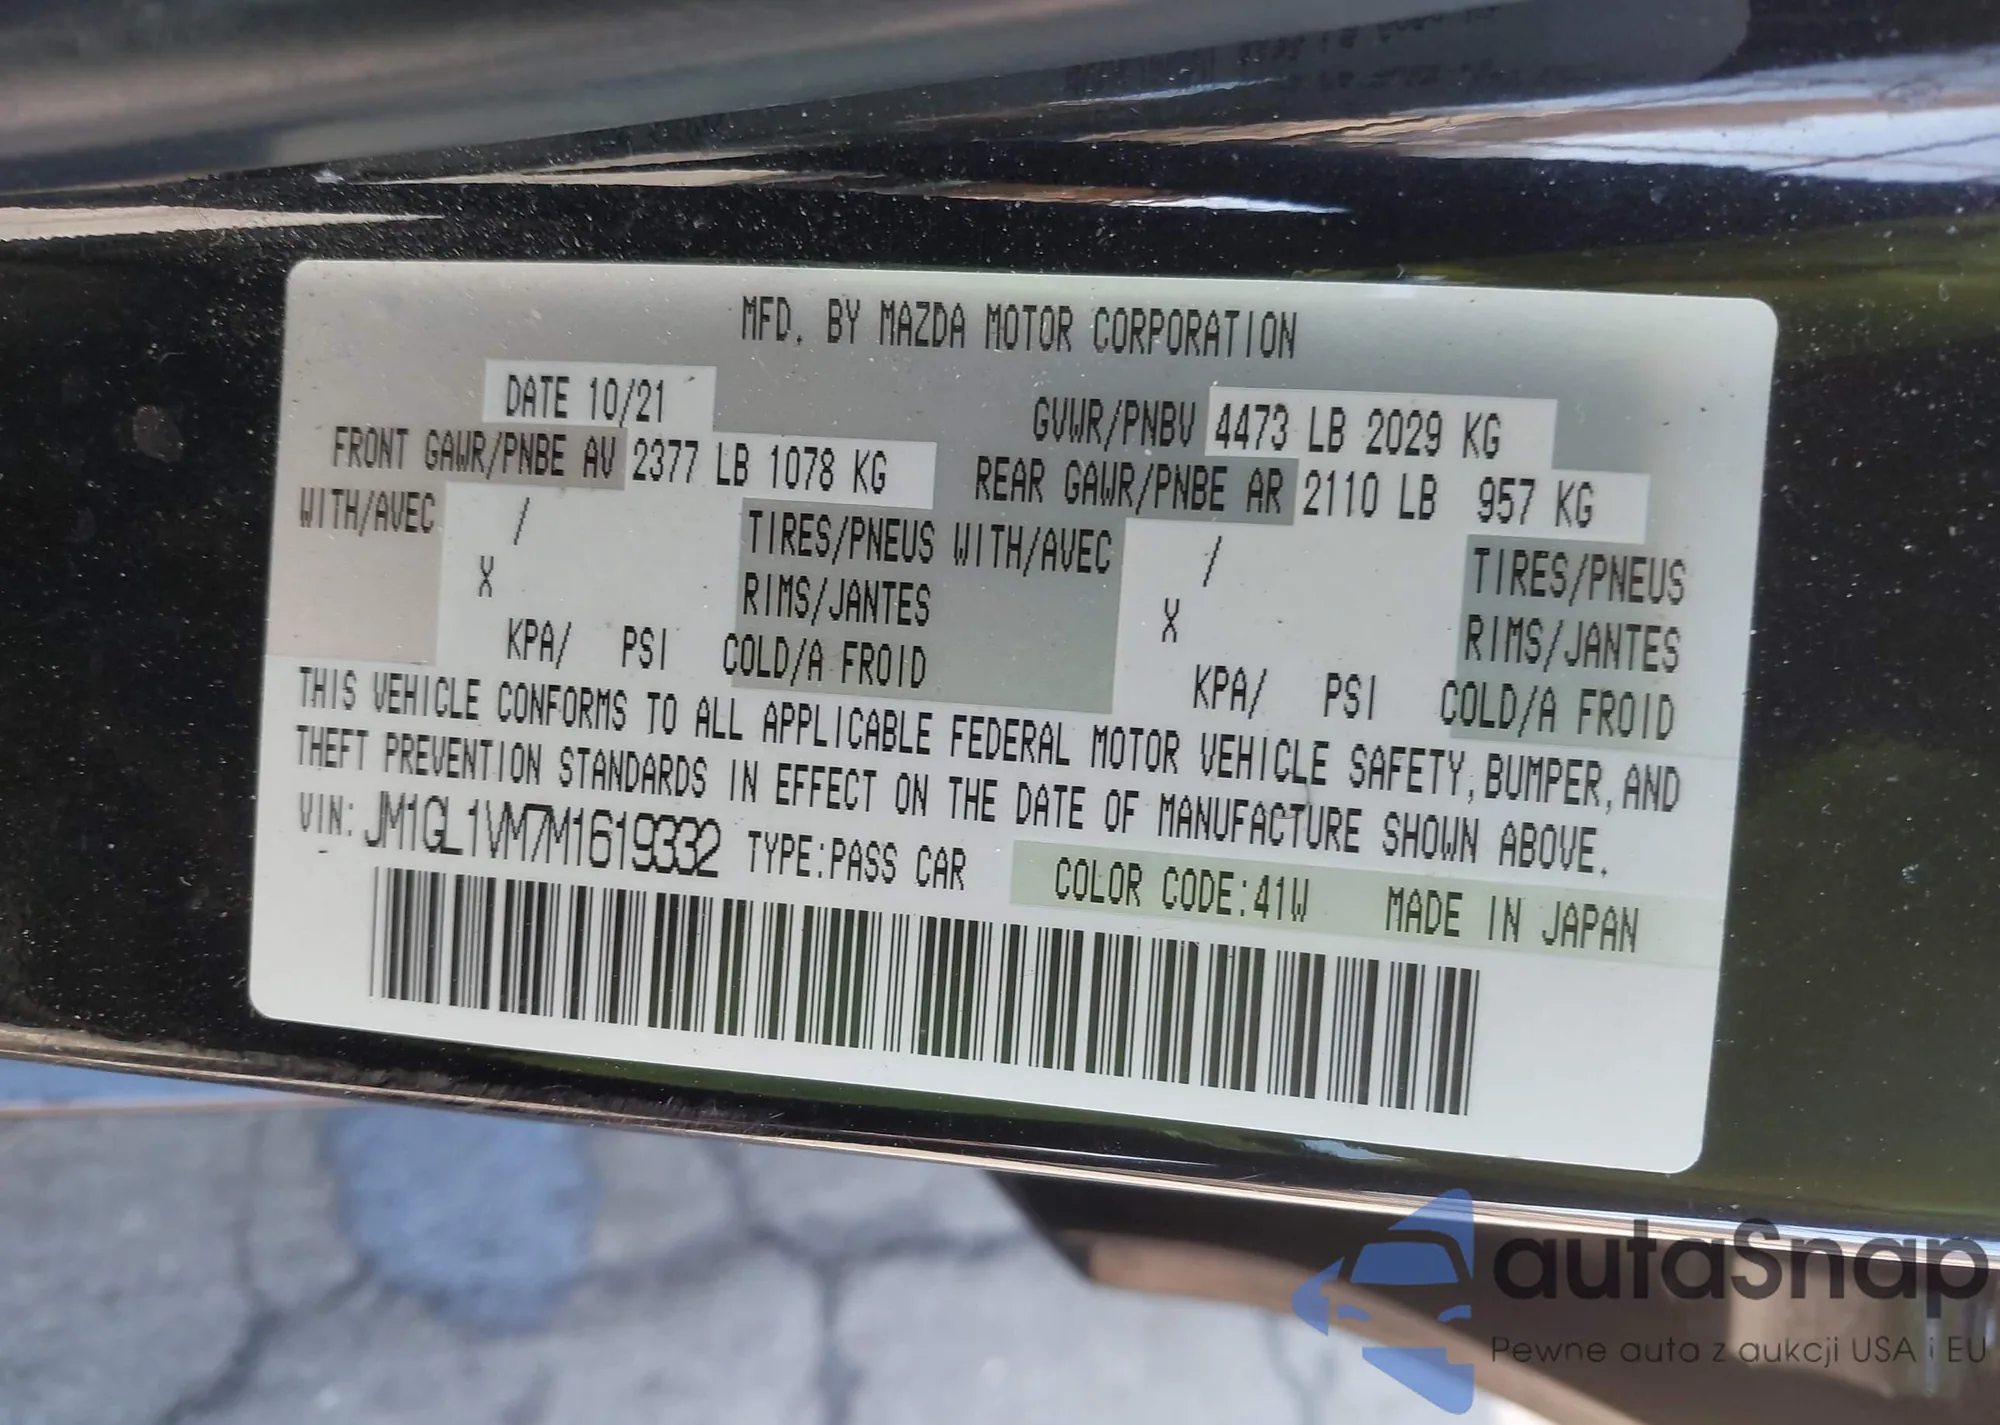 MFD. BY MAZDA MOTOR CORPORATION
DATE 10/21
GVWR/PNBV 4473 LB 2029 KG
FRONT GAWR/PNBE AV 2377 LB 1078 KG
REAR GAWR/PNBE AR 2110 LB 957 KG
WITH/AVEC / TIRES/PNEUS WITH/AVEC / TIRES/PNEUS
X RIMS/JANTES X RIMS/JANTES
KPA/ PSI COLD/A FROID KPA/ PSI COLD/A FROID
THIS VEHICLE CONFORMS TO ALL APPLICABLE FEDERAL MOTOR VEHICLE SAFETY, BUMPER, AND
THEFT PREVENTION STANDARDS IN EFFECT ON THE DATE OF MANUFACTURE SHOWN ABOVE.
VIN: JM1GL1VM7M1619332 TYPE:PASS CAR COLOR CODE:41W MADE IN JAPAN
autaSnap
Pewne auta z aukcji USA i EU